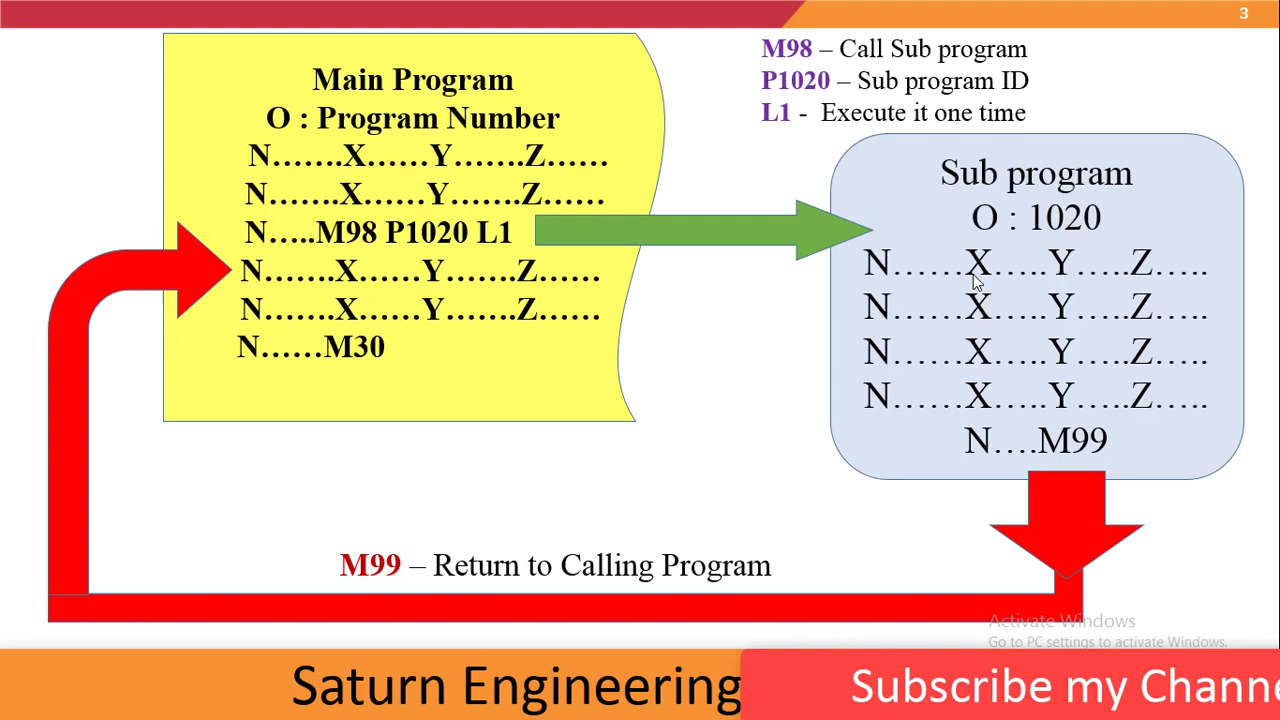 3
Main Program
O : Program Number
N…….X……Y…….Z……
N…….X……Y…….Z……
N…..M98 P1020 L1
N…….X……Y…….Z……
N…….X……Y…….Z……
N……M30
M98 – Call Sub program
P1020 – Sub program ID
L1 - Execute it one time
Sub program
O : 1020
N……X…..Y…..Z…..
N……X…..Y…..Z…..
N……X…..Y…..Z…..
N……X…..Y…..Z…..
N….M99
M99 – Return to Calling Program
Activate Windows
Go to PC settings to activate Windows.
Saturn Engineering
Subscribe my Channe